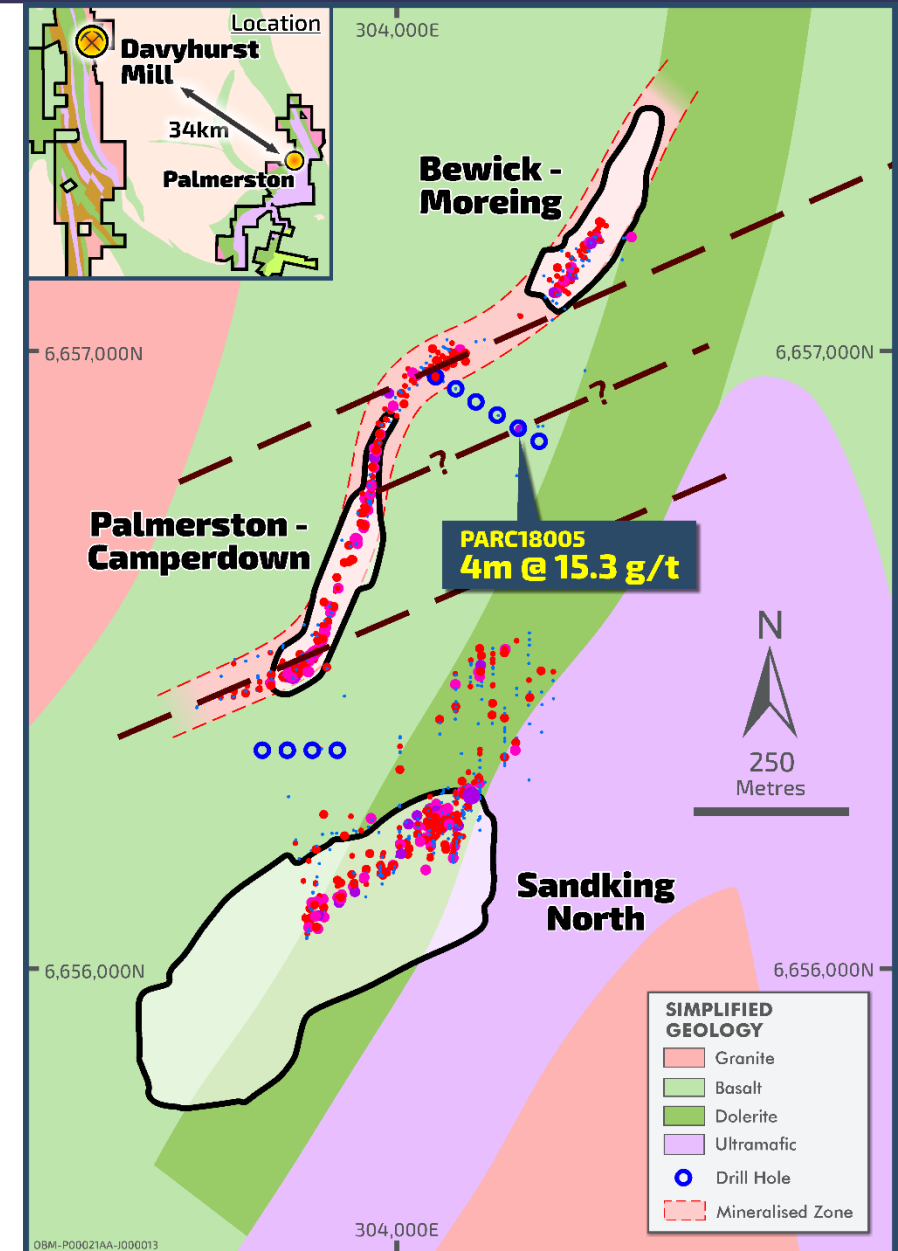 Location
Davyhurst
Mill
34km
Palmerston
304,000E
Bewick -
Moreing
6,657,000N
6,657,000N
?
?
Palmerston -
Camperdown
PARC18005
4m @ 15.3 g/t
N
250
Metres
Sandking
North
6,656,000N
6,656,000N
SIMPLIFIED
GEOLOGY
Granite
Basalt
Dolerite
Ultramafic
Drill Hole
Mineralised Zone
304,000E
OBM-P00021AA-J000013